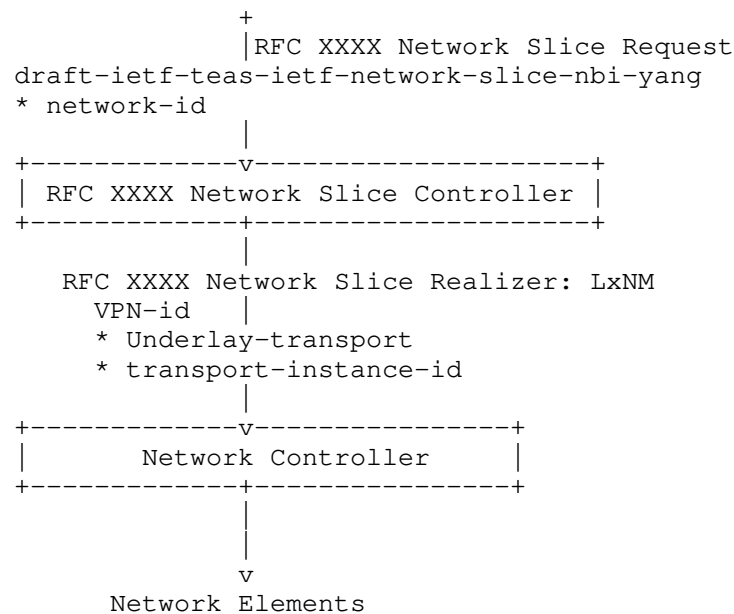 +
|RFC XXXX Network Slice Request
draft-ietf-teas-ietf-network-slice-nbi-yang
* network-id
|
+-------------v----------------------+
| RFC XXXX Network Slice Controller |
+-------------+----------------------+
|
RFC XXXX Network Slice Realizer: LxNM
VPN-id |
* Underlay-transport
* transport-instance-id
|
+-------------v----------------+
| Network Controller |
+-------------+----------------+
|
|
v
Network Elements